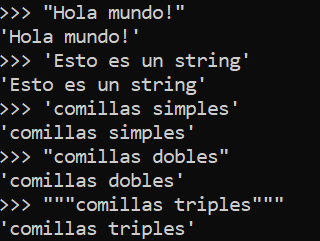 >>> "Hola mundo!"
'Hola mundo!'
>>> 'Esto es un string'
'Esto es un string'
>>> 'comillas simples'
'comillas simples'
>>> "comillas dobles"
'comillas dobles'
>>> """comillas triples"""
'comillas triples'